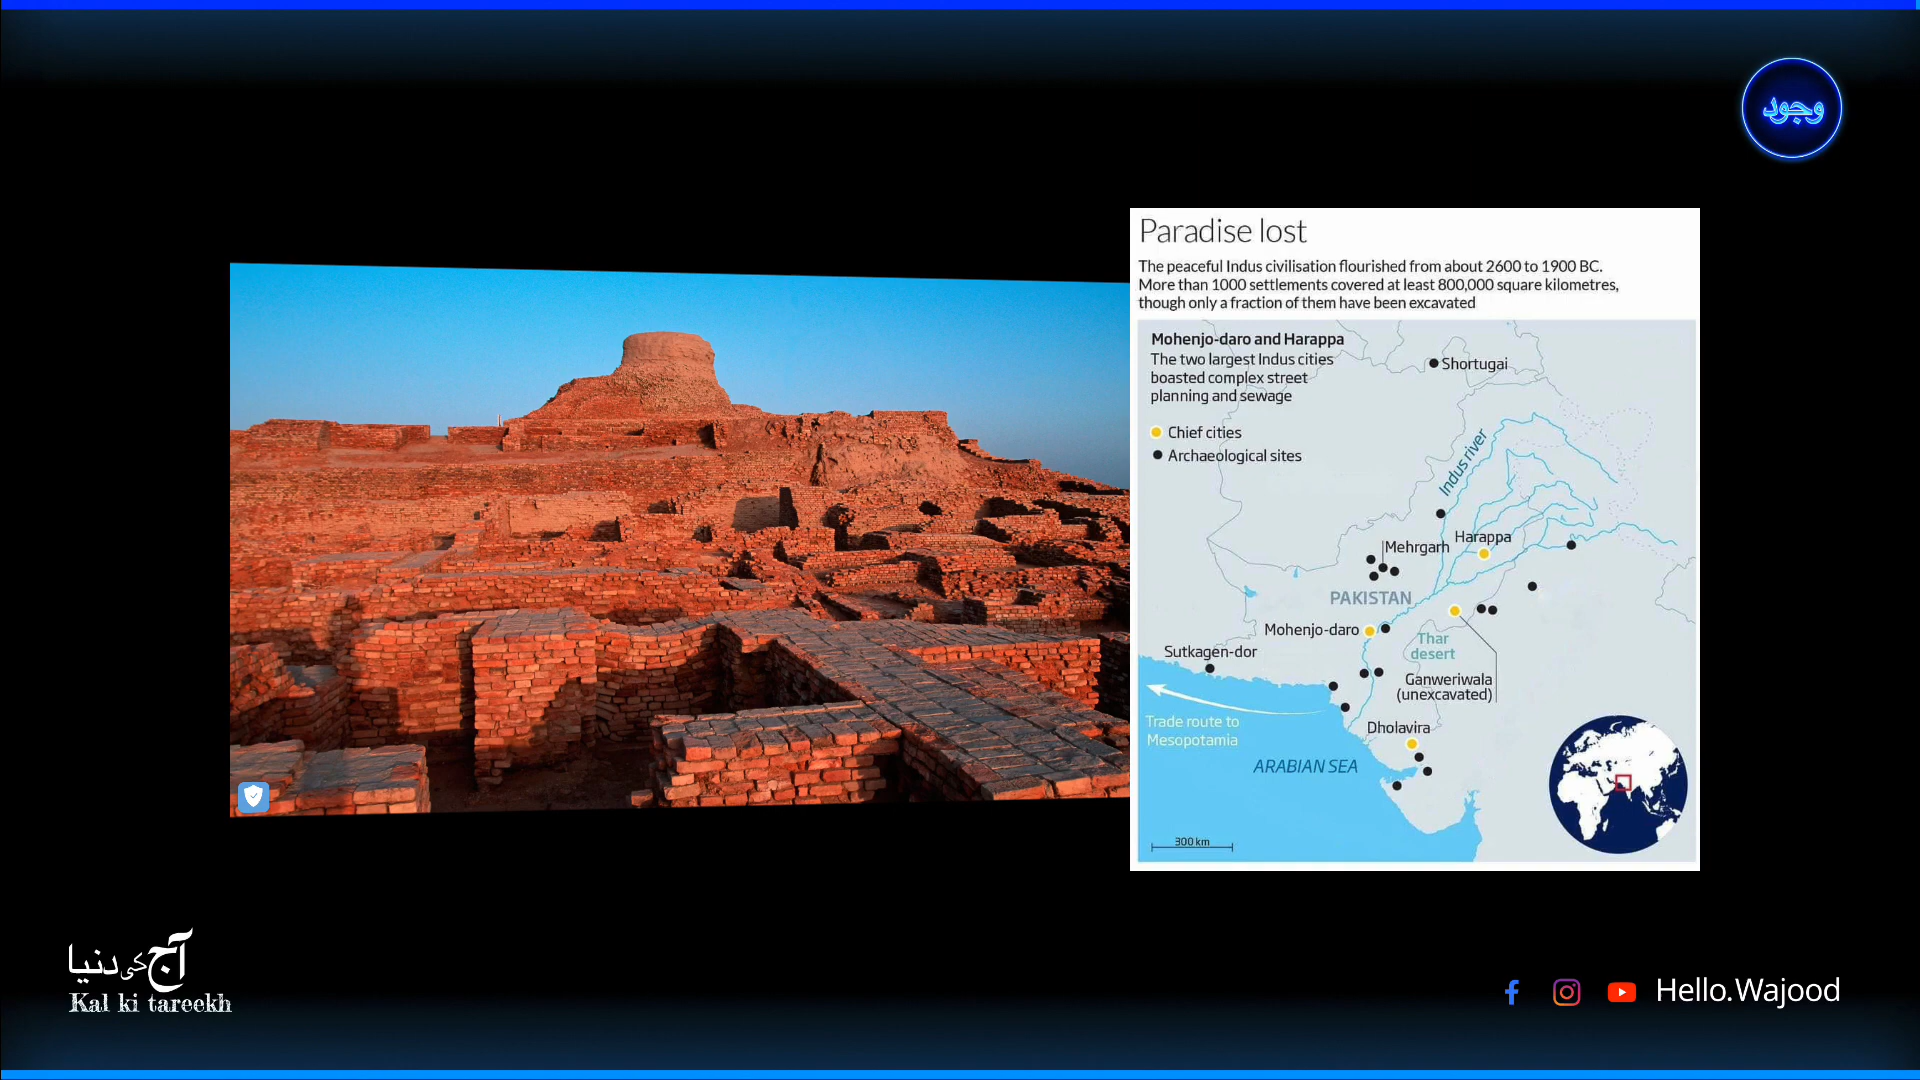 وجود
Paradise lost
The peaceful Indus civilisation flourished from about 2600 to 1900 BC.
More than 1000 settlements covered at least 800,000 square kilometres,
though only a fraction of them have been excavated
Mohenjo-daro and Harappa
The two largest Indus cities
boasted complex street
planning and sewage
Chief cities
Archaeological sites
Shortugai
Indus river
Harappa
Mehrgarh
PAKISTAN
Mohenjo-daro
Thar
desert
Sutkagen-dor
Ganweriwala
(unexcavated)
Trade route to
Mesopotamia
Dholavira
ARABIAN SEA
300 km
آج کی دنیا
Kal ki tareekh
Hello.Wajood